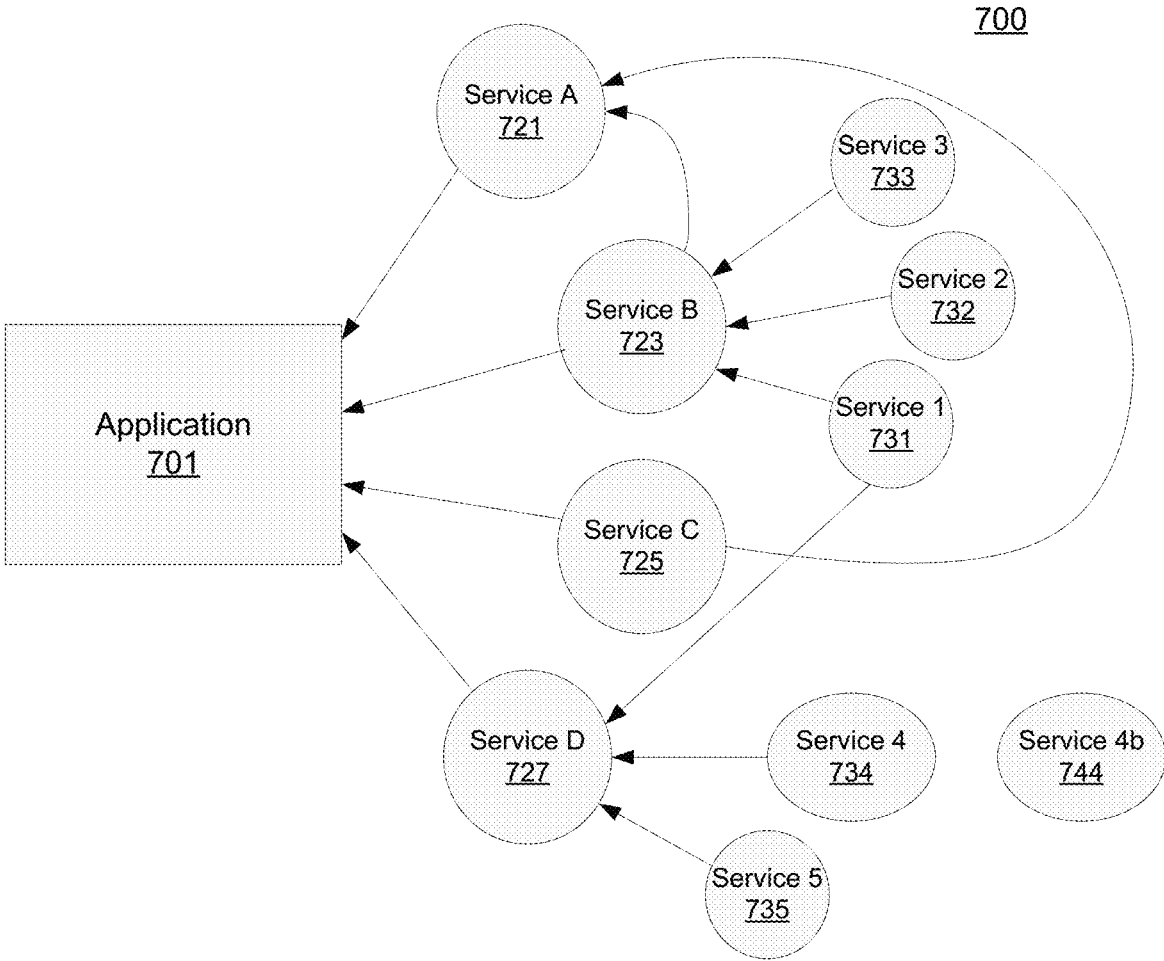 700
Service A
721
Service 3
733
Service 2
732
Service B
723
Service 1
731
Application
701
Service C
725
Service D
727
Service 4
734
Service 4b
744
Service 5
735